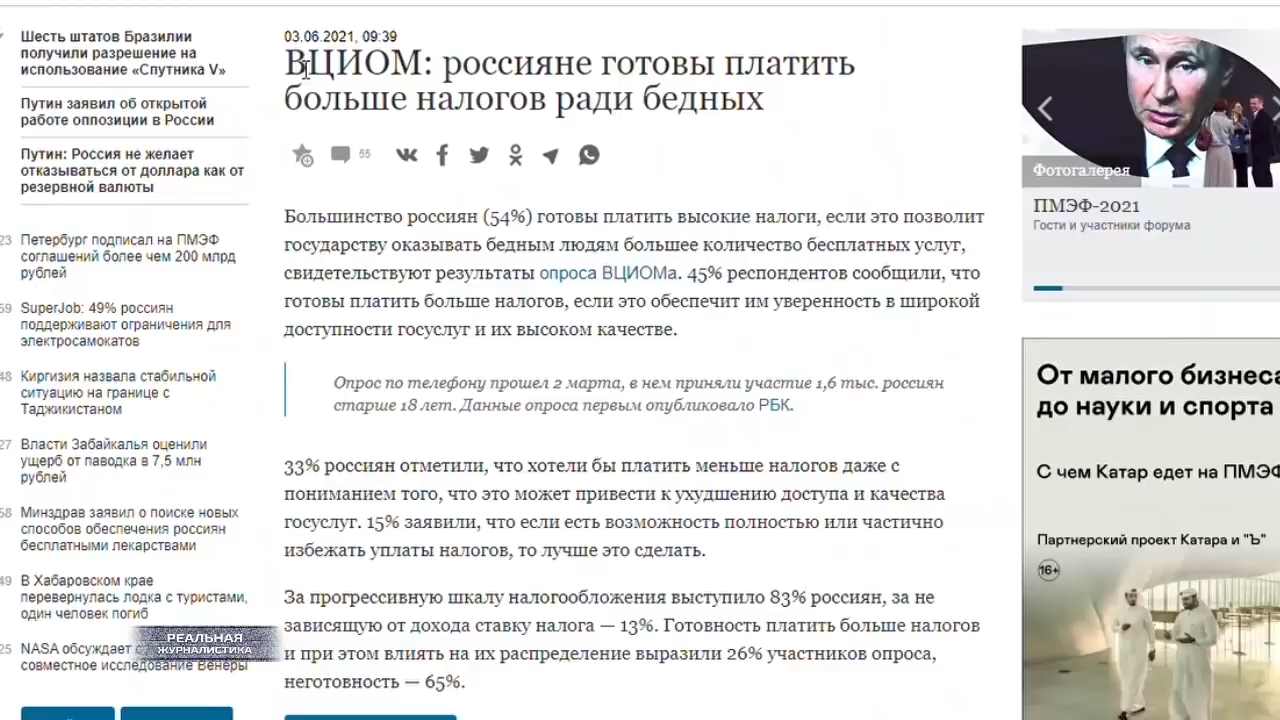 Шесть штатов Бразилии
получили разрешение на
использование «Спутника V»
Путин заявил об открытой
работе оппозиции в России
Путин: Россия не желает
отказываться от доллара как от
резервной валюты
23 Петербург подписал на ПМЭФ
соглашений более чем 200 млрд
рублей
59 SuperJob: 49% россиян
поддерживают ограничения для
электросамокатов
48 Киргизия назвала стабильной
ситуацию на границе с
Таджикистаном
27 Власти Забайкалья оценили
ущерб от паводка в 7,5 млн
рублей
58 Минздрав заявил о поиске новых
способов обеспечения россиян
бесплатными лекарствами
49 В Хабаровском крае
перевернулась лодка с туристами,
один человек погиб
25 NASA обсуждает с
совместное исследование Венеры
РЕАЛЬНАЯ
ЖУРНАЛИСТИКА
03.06.2021, 09:39
ВЦИОМ: россияне готовы платить
больше налогов ради бедных
55
Большинство россиян (54%) готовы платить высокие налоги, если это позволит
государству оказывать бедным людям большее количество бесплатных услуг,
свидетельствуют результаты опроса ВЦИОМа. 45% респондентов сообщили, что
готовы платить больше налогов, если это обеспечит им уверенность в широкой
доступности госуслуг и их высоком качестве.
Опрос по телефону прошел 2 марта, в нем приняли участие 1,6 тыс. россиян
старше 18 лет. Данные опроса первым опубликовало РБК.
33% россиян отметили, что хотели бы платить меньше налогов даже с
пониманием того, что это может привести к ухудшению доступа и качества
госуслуг. 15% заявили, что если есть возможность полностью или частично
избежать уплаты налогов, то лучше это сделать.
За прогрессивную шкалу налогообложения выступило 83% россиян, за не
зависящую от дохода ставку налога — 13%. Готовность платить больше налогов
и при этом влиять на их распределение выразили 26% участников опроса,
неготовность — 65%.
Фотогалерея
ПМЭФ-2021
Гости и участники форума
От малого бизнеса
до науки и спорта
С чем Катар едет на ПМЭФ
Партнерский проект Катара и "Ъ"
16+